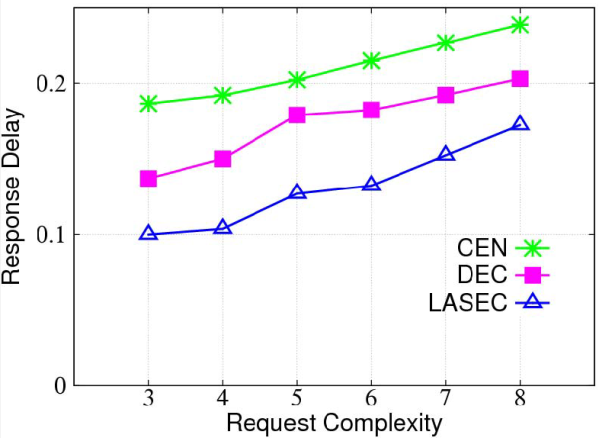 Response Delay
0.2
0.1
0
CEN
DEC
LASEC
3 4 5 6 7 8
Request Complexity